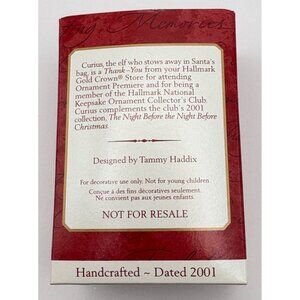 Memories
Curius, the elf who stows away in Santa's
bag, is a Thank-You from your Hallmark
Gold Crown® Store for attending
Ornament Premiere and for being a
member of the Hallmark National
Keepsake Ornament Collector's Club
Curius complements the club's 2001
collection, The Night Before the Night Before
Christmas.
Designed by Tammy Haddix
For decorative use only. Not for young children.
Conçue à des fins décoratives seulement.
Ne convient pas aux jeunes enfants.
NOT FOR RESALE
Handcrafted ~ Dated 2001